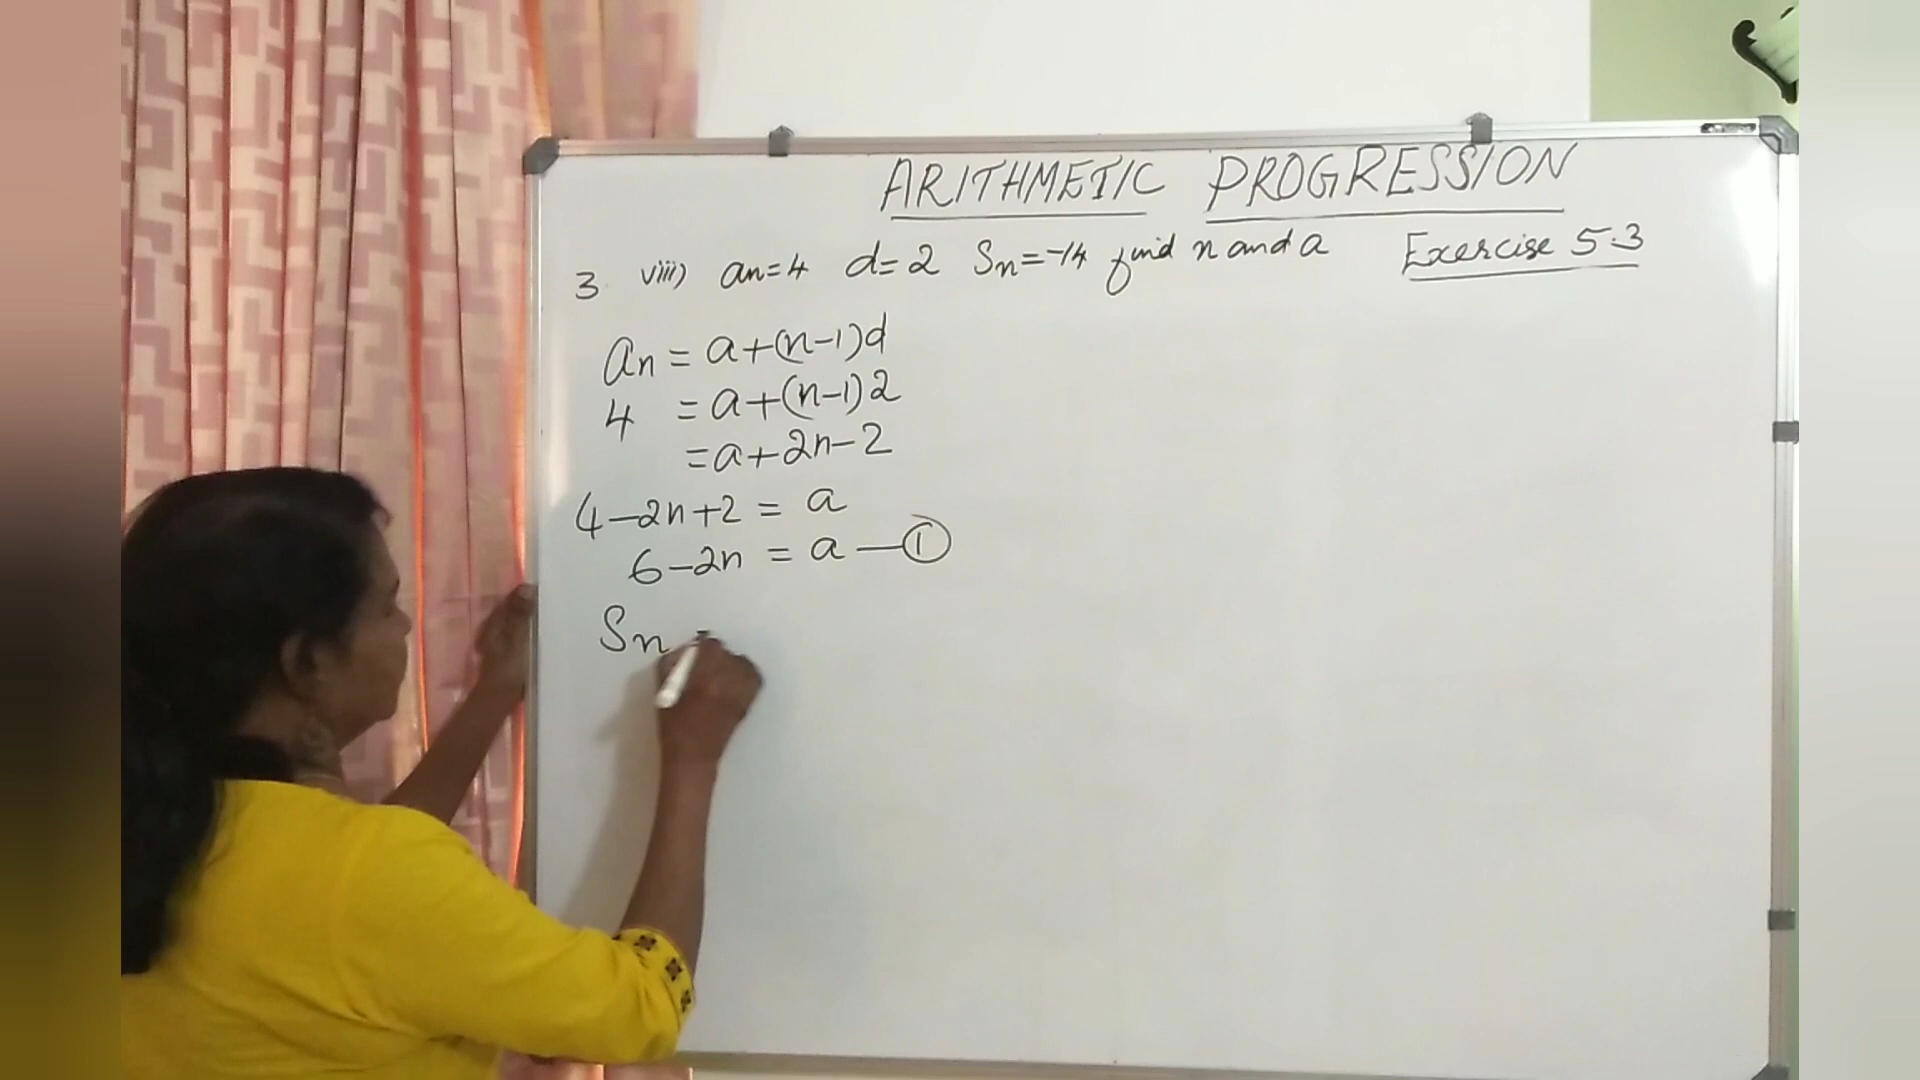 ARITHMETIC PROGRESSION
3 viii) an=4 d=2 Sn=-14 find n and a Exercise 5.3
an = a+(n-1)d
4 = a+(n-1)2
= a+2n-2
4-2n+2 = a
6-2n = a — ①
Sn